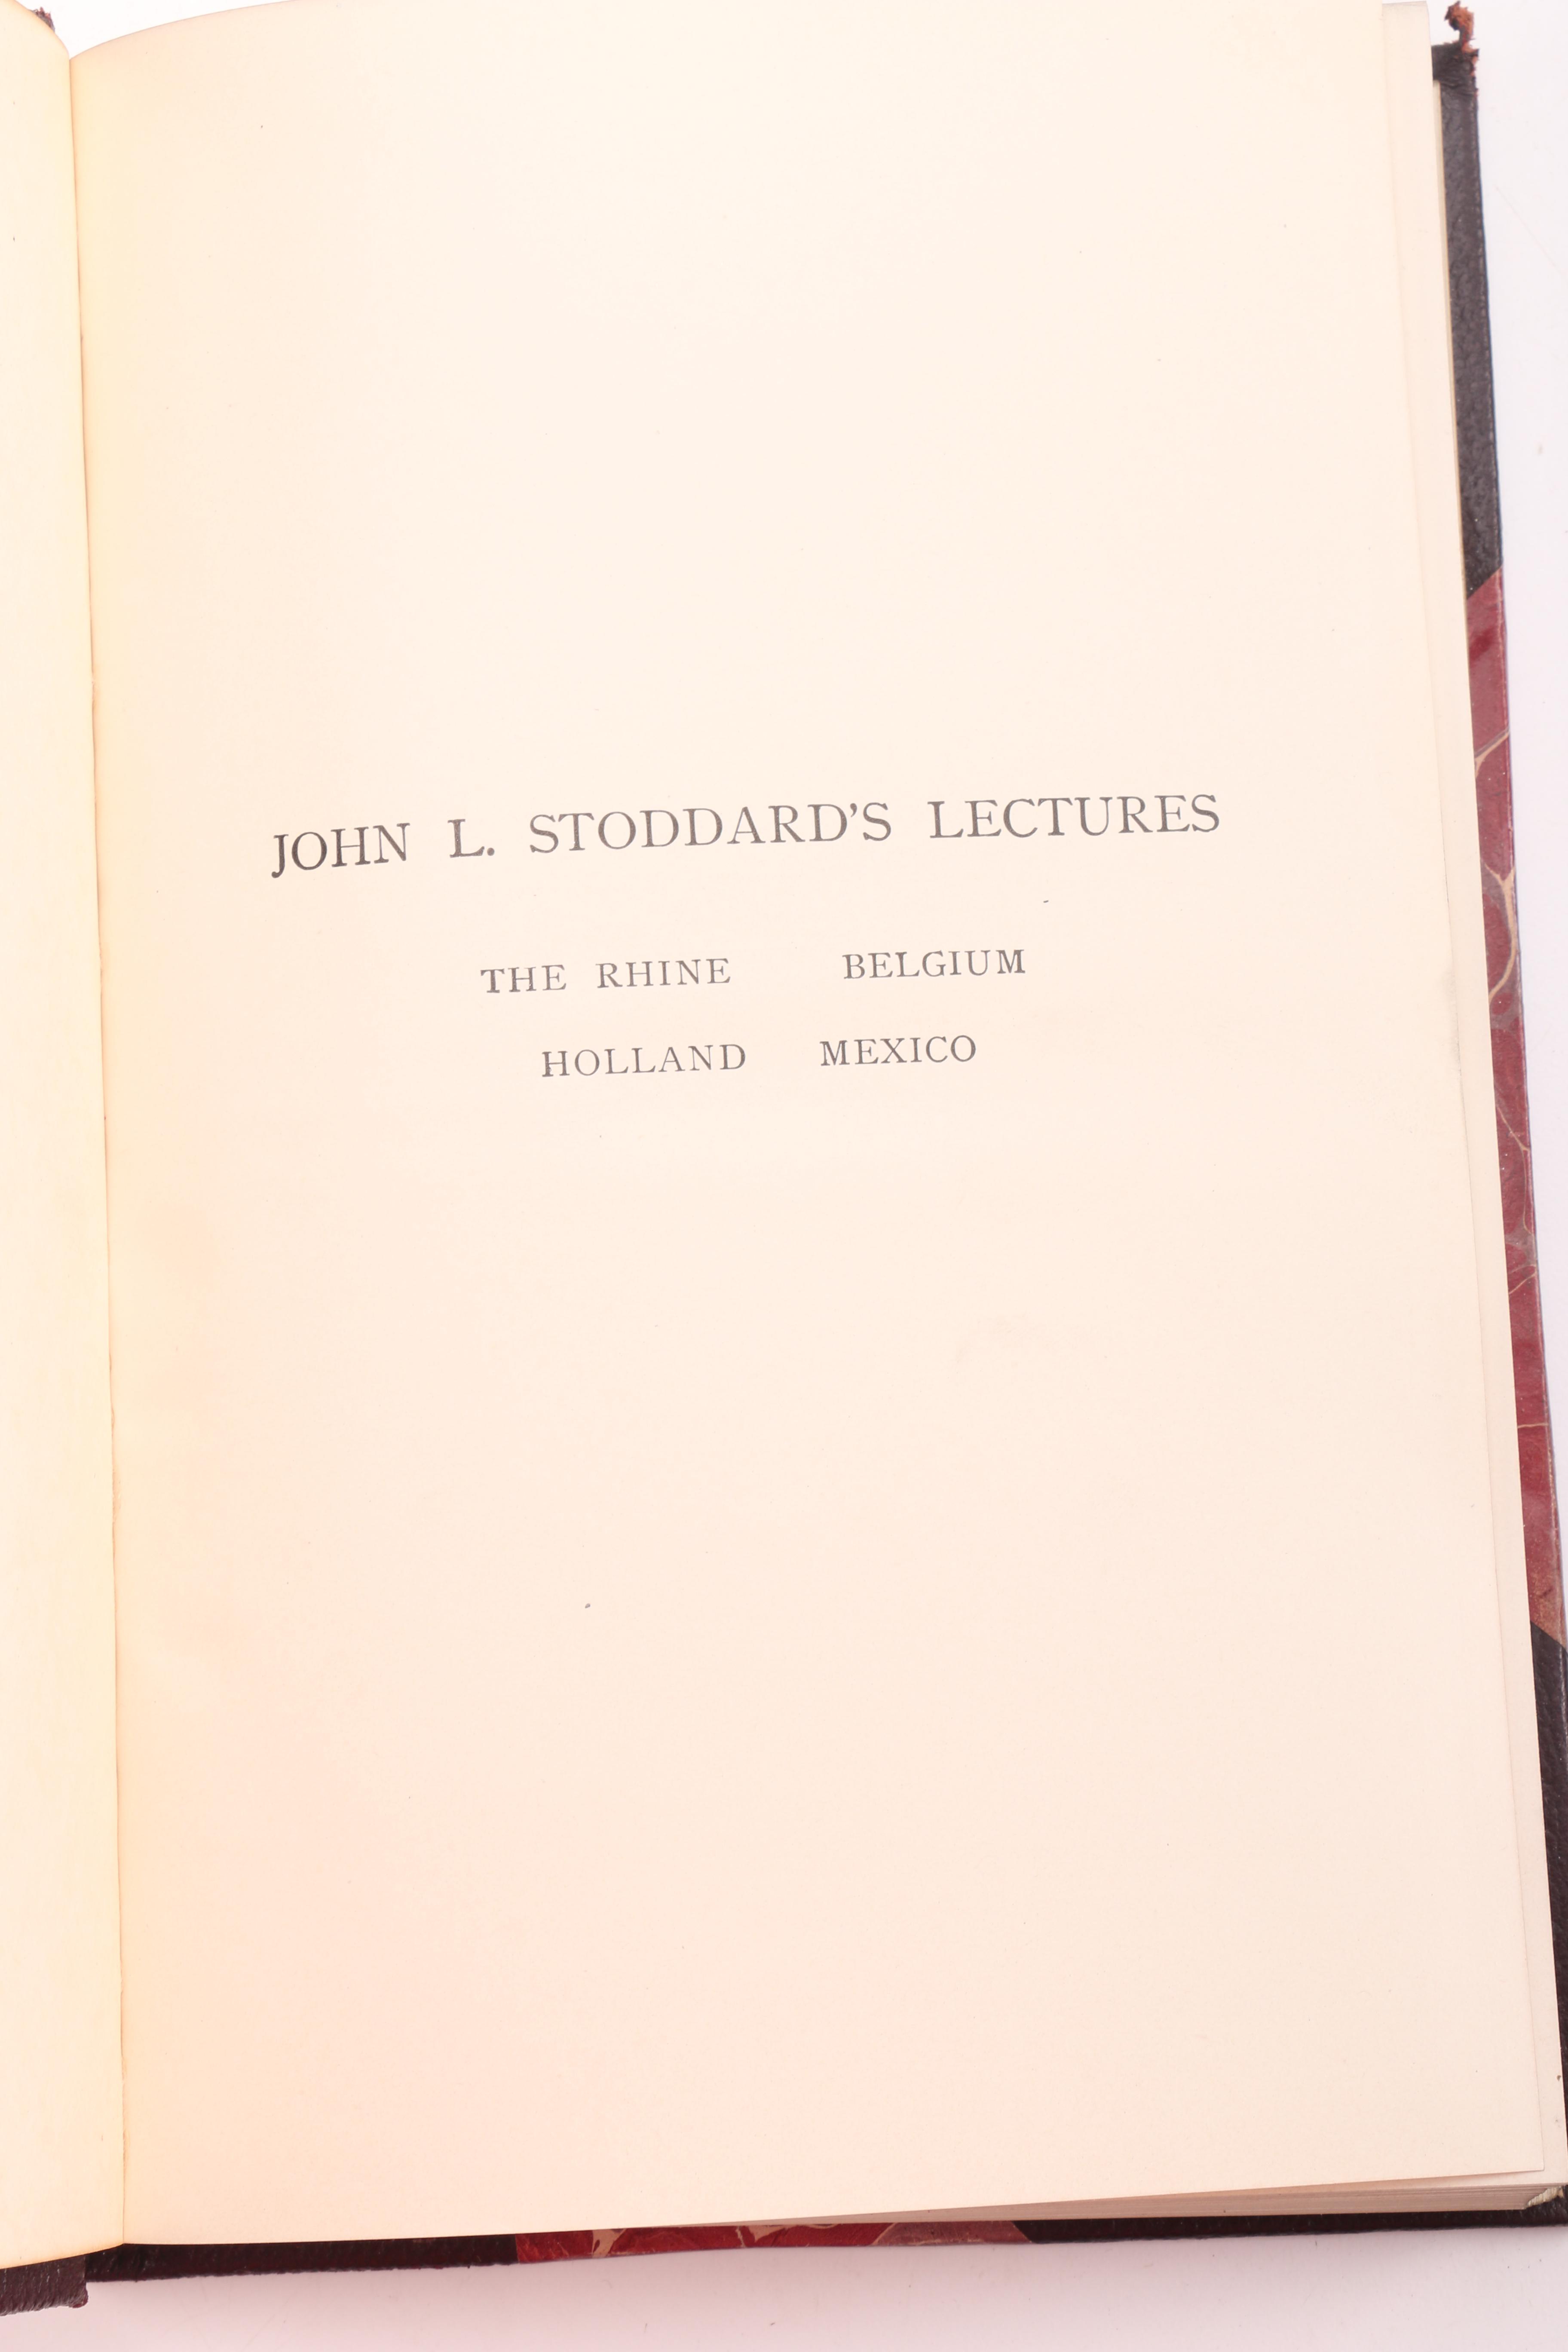 JOHN L. STODDARD'S LECTURES
THE RHINE BELGIUM
HOLLAND MEXICO